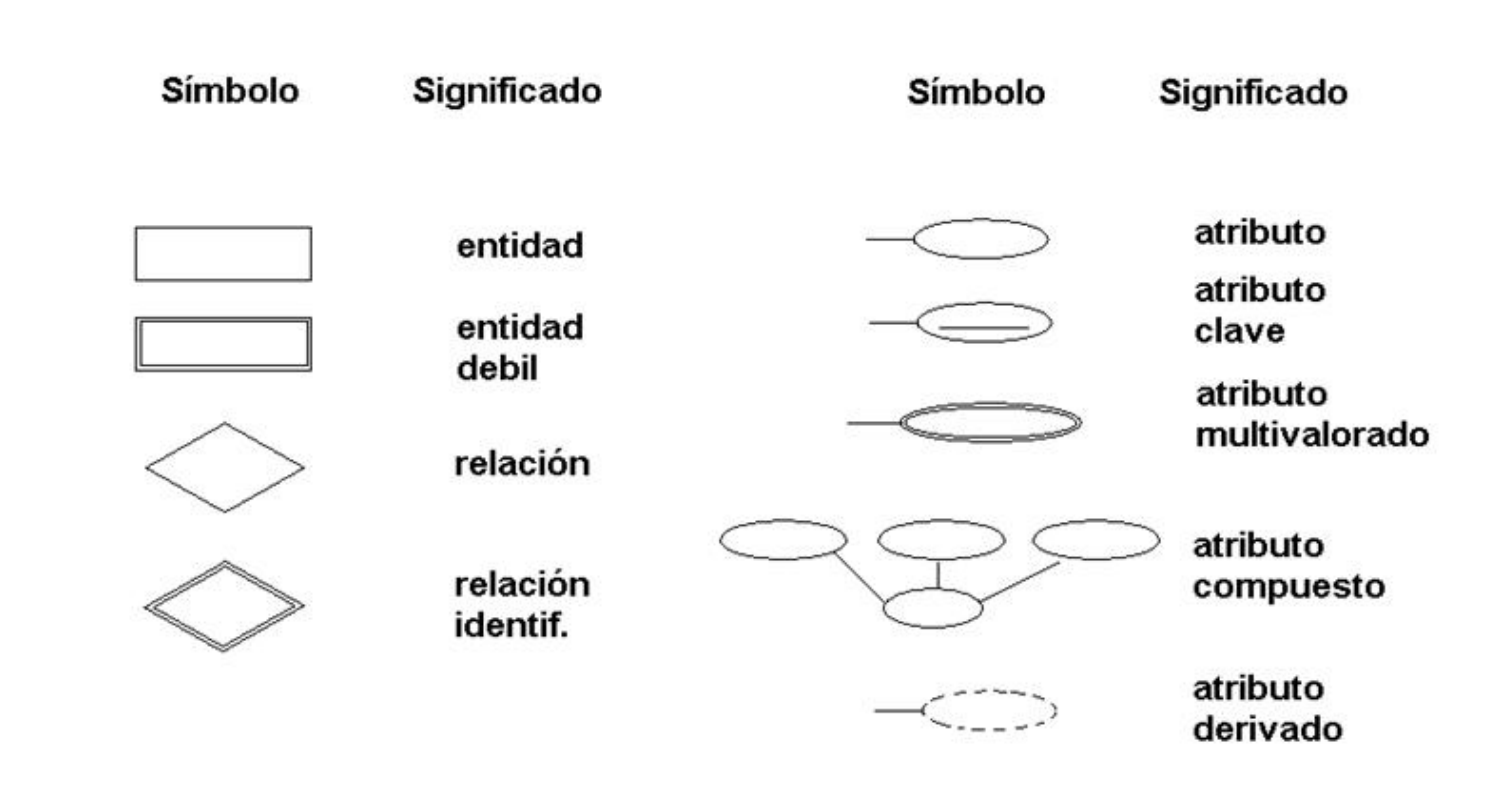 Símbolo Significado
entidad
entidad
debil
relación
relación
identif.
Símbolo Significado
atributo
atributo
clave
atributo
multivalorado
atributo
compuesto
atributo
derivado